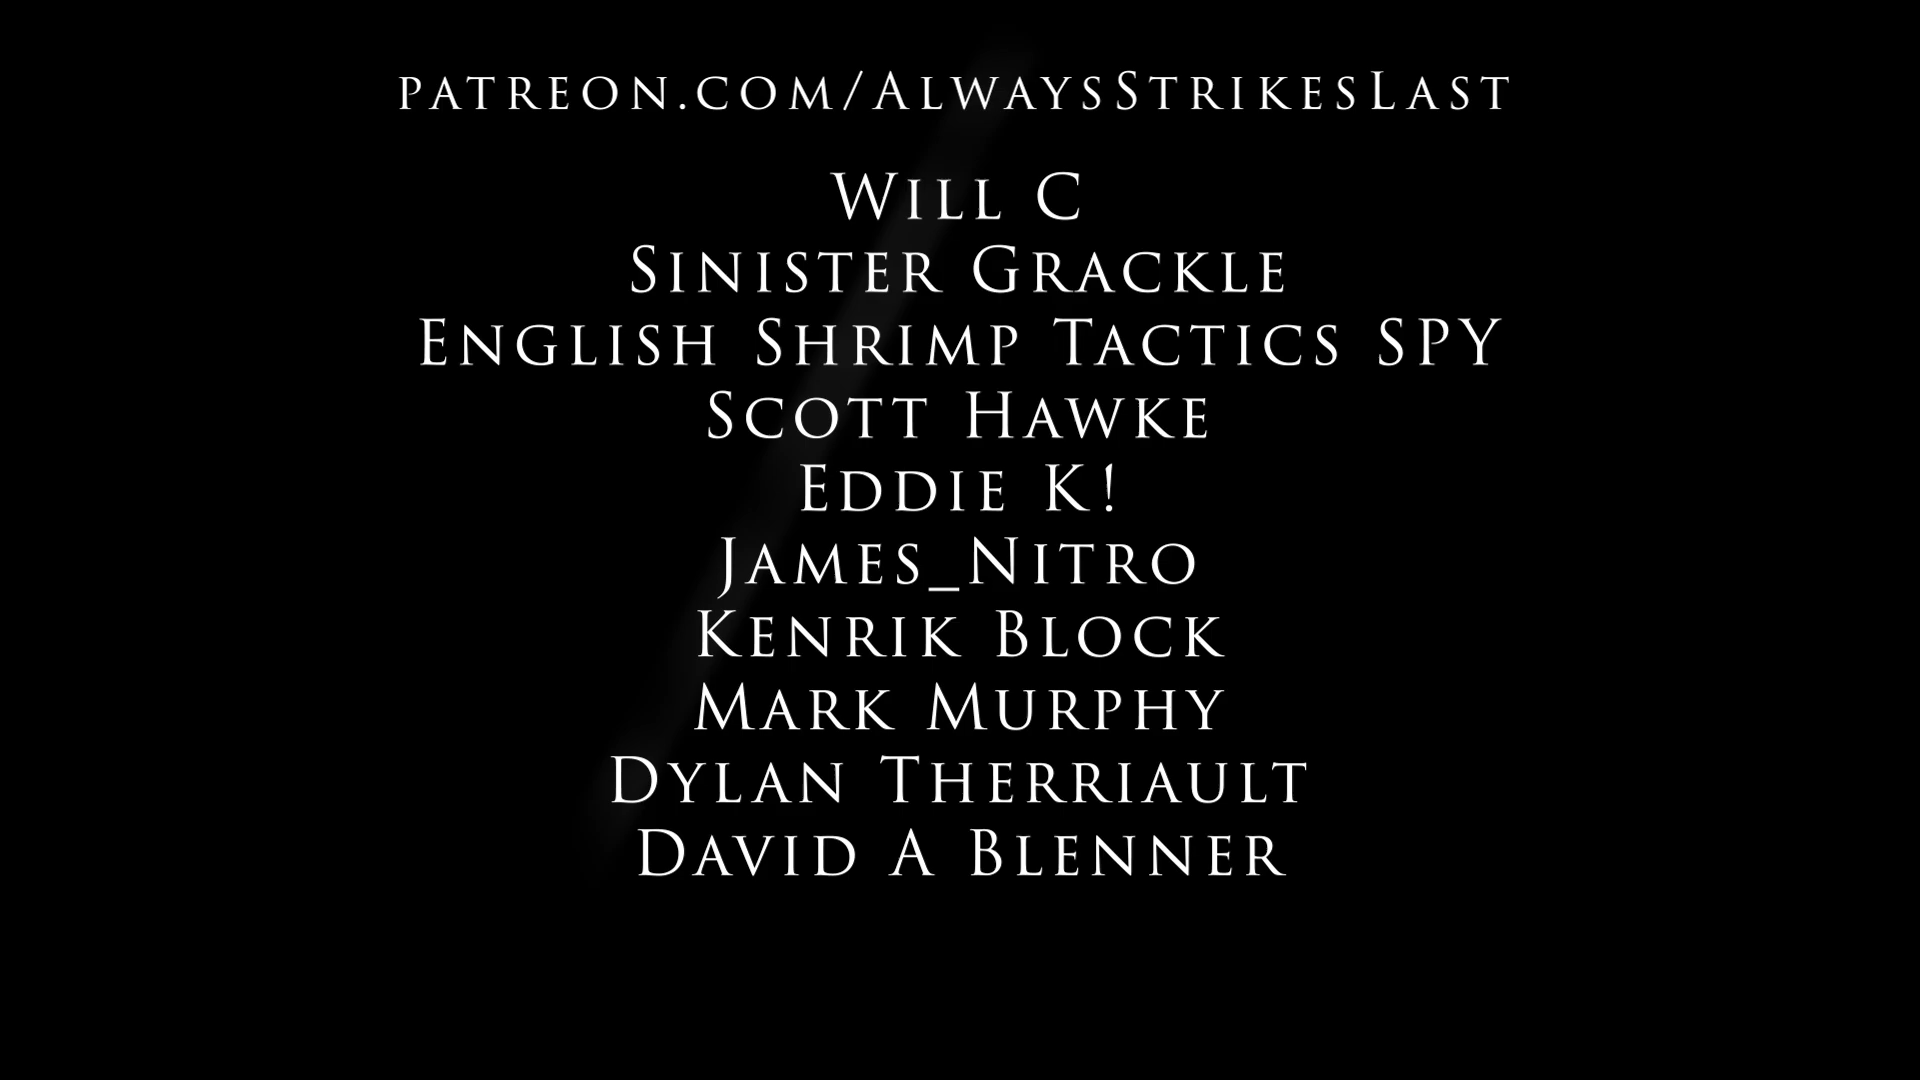 patreon.com/AlwaysStrikesLast
Will C
Sinister Grackle
English Shrimp Tactics SPY
Scott Hawke
Eddie K!
James_Nitro
Kenrik Block
Mark Murphy
Dylan Therriault
David A Blenner